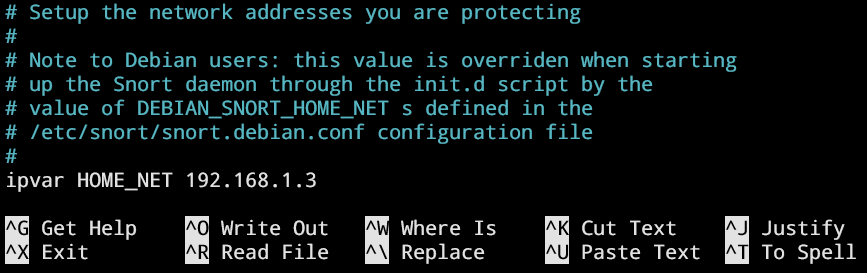 # Setup the network addresses you are protecting
#
# Note to Debian users: this value is overriden when starting
# up the Snort daemon through the init.d script by the
# value of DEBIAN_SNORT_HOME_NET s defined in the
# /etc/snort/snort.debian.conf configuration file
#
ipvar HOME_NET 192.168.1.3
^G Get Help ^O Write Out ^W Where Is ^K Cut Text ^J Justify
^X Exit ^R Read File ^\ Replace ^U Paste Text ^T To Spell